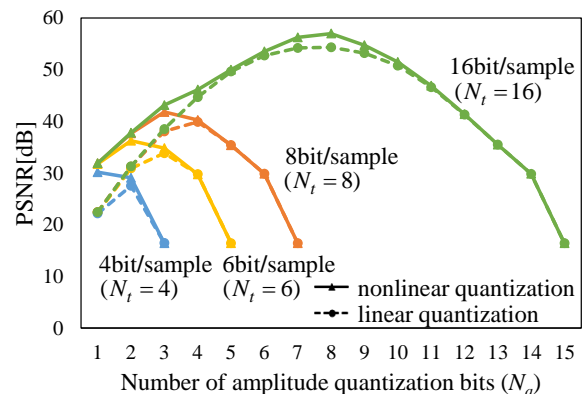 60
50
40
30
20
10
0
PSNR[dB]
16bit/sample
(N_t = 16)
8bit/sample
(N_t = 8)
4bit/sample
(N_t = 4)
6bit/sample
(N_t = 6)
nonlinear quantization
linear quantization
1 2 3 4 5 6 7 8 9 10 11 12 13 14 15
Number of amplitude quantization bits (N_a)